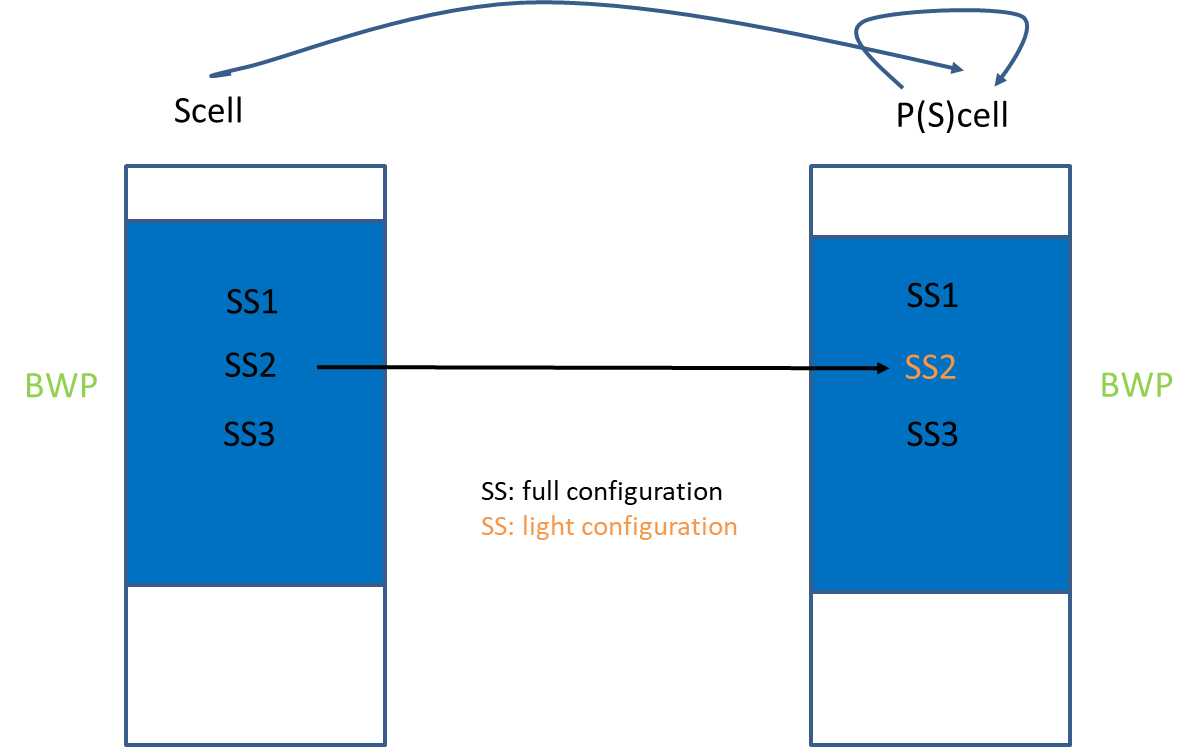 Scell
P(S)cell
SS1
SS2
SS3
BWP
SS1
SS2
SS3
BWP
SS: full configuration
SS: light configuration